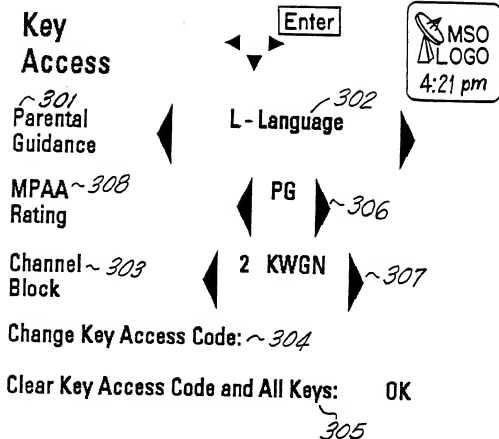 Key
Access
Enter
MSO
LOGO
4:21 pm
301
302
Parental
Guidance
L - Language
MPAA 308
Rating
PG
306
Channel 303
Block
2 KWGN
307
Change Key Access Code: 304
Clear Key Access Code and All Keys: OK
305